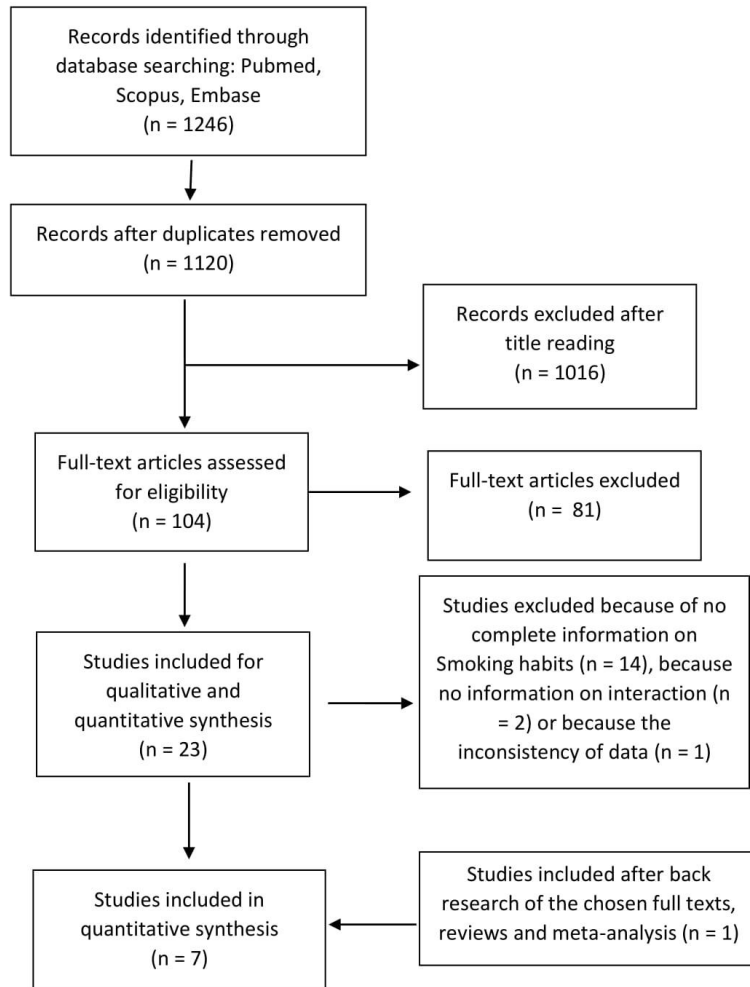 Records identified through
database searching: Pubmed,
Scopus, Embase
(n = 1246)
Records after duplicates removed
(n = 1120)
Records excluded after
title reading
(n = 1016)
Full-text articles assessed
for eligibility
(n = 104)
Full-text articles excluded
(n = 81)
Studies included for
qualitative and
quantitative synthesis
(n = 23)
Studies excluded because of no
complete information on
Smoking habits (n = 14), because
no information on interaction (n
= 2) or because the
inconsistency of data (n = 1)
Studies included in
quantitative synthesis
(n = 7)
Studies included after back
research of the chosen full texts,
reviews and meta-analysis (n = 1)